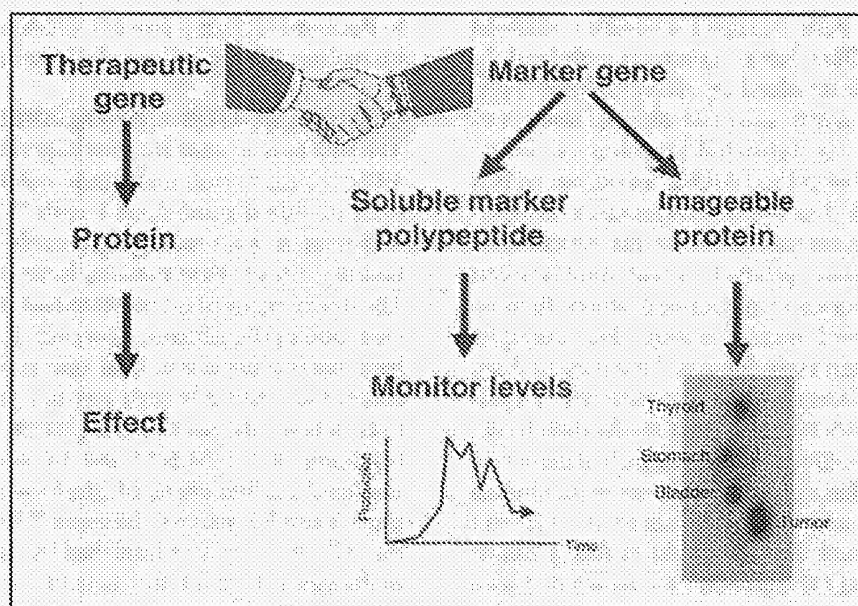 Therapeutic
gene
Marker gene
Protein
Soluble marker
polypeptide
Imageable
protein
Effect
Monitor levels
Time
Thyroid
Stomach
Bladder
Tumor